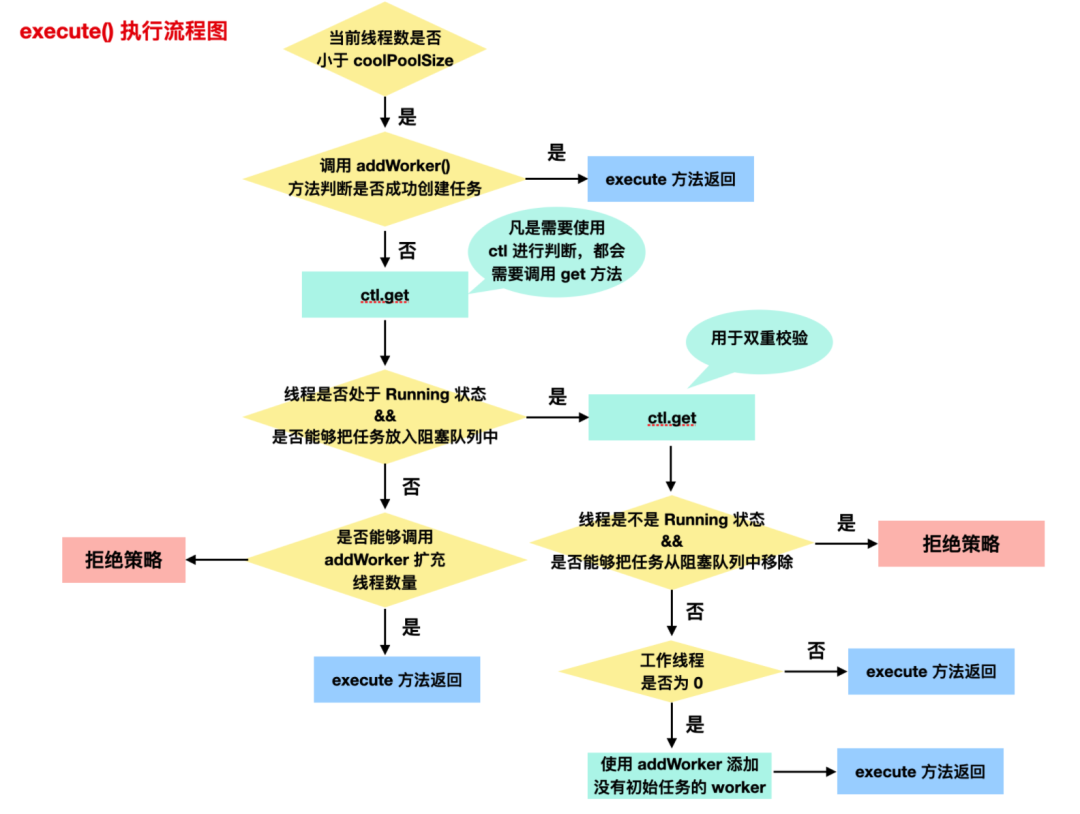 execute() 执行流程图
当前线程数是否
小于 coolPoolSize
是
调用 addWorker()
方法判断是否成功创建任务
是
execute 方法返回
否
凡是需要使用
ctl 进行判断，都会
需要调用 get 方法
ctl.get
用于双重校验
线程是否处于 Running 状态
&&
是否能够把任务放入阻塞队列中
是
ctl.get
否
是否能够调用
addWorker 扩充
线程数量
拒绝策略
是
execute 方法返回
线程是不是 Running 状态
&&
是否能够把任务从阻塞队列中移除
是
拒绝策略
否
工作线程
是否为 0
否
execute 方法返回
是
使用 addWorker 添加
没有初始任务的 worker
execute 方法返回